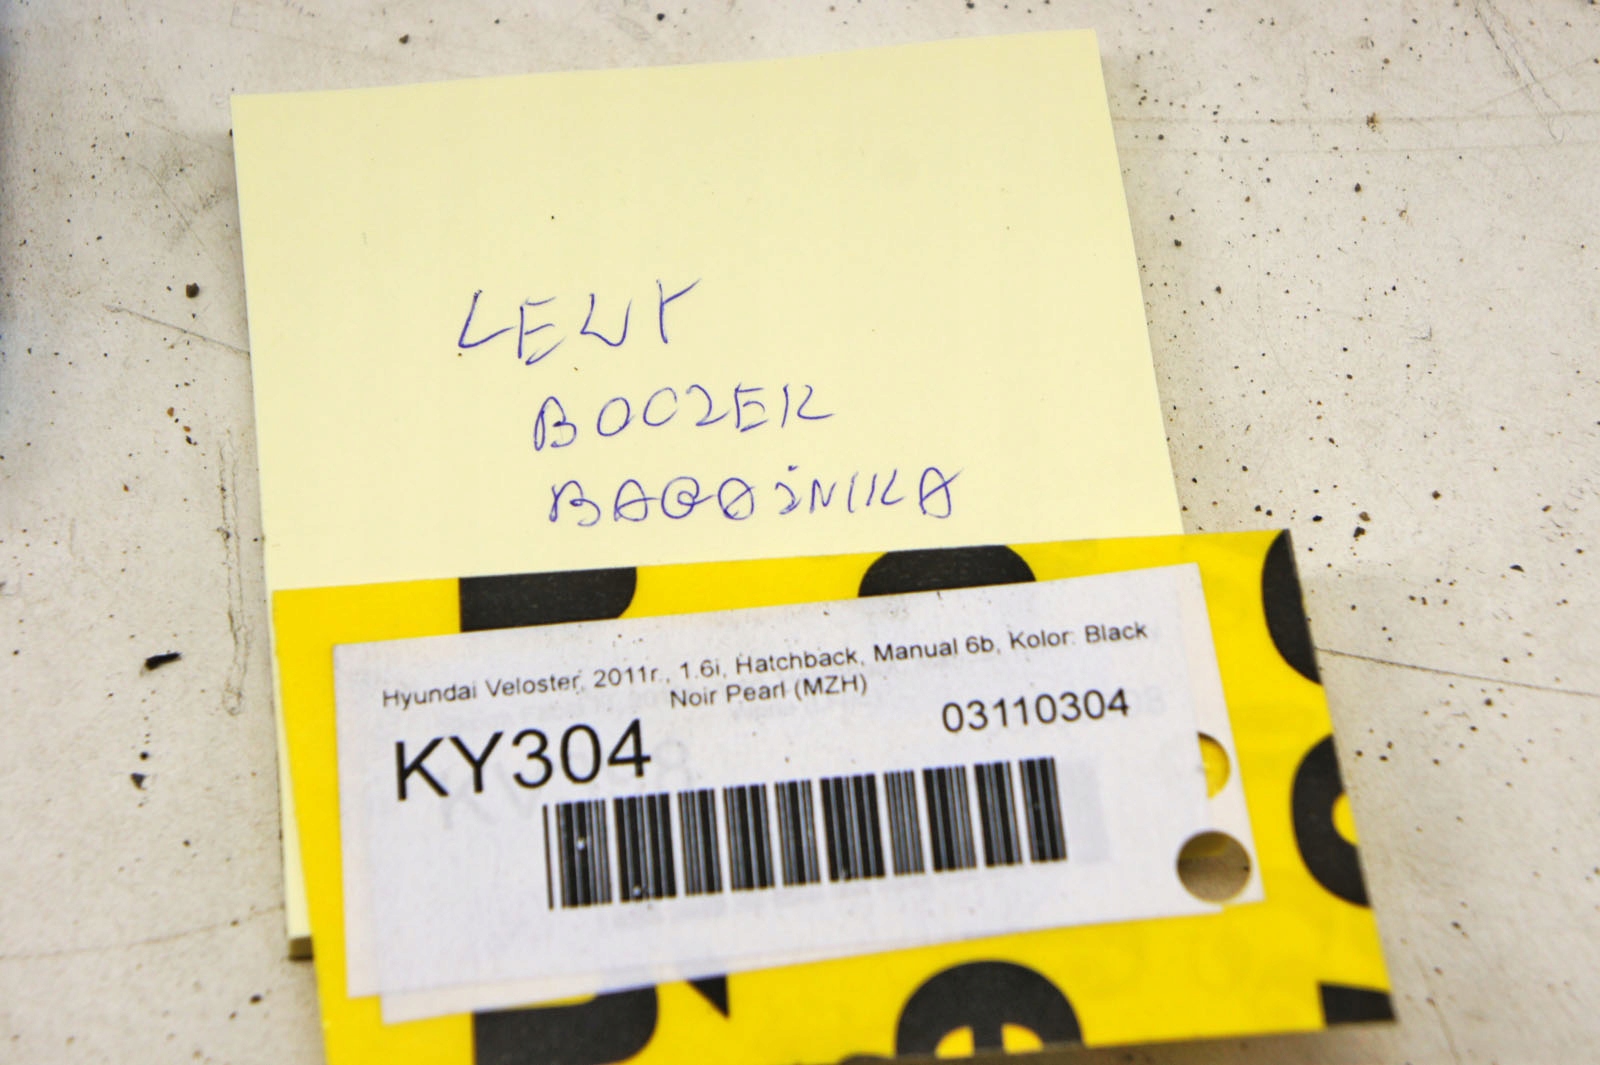 LEWY
BOCZEK
BAGAŻNIKA
Hyundai Veloster, 2011r., 1.6i, Hatchback, Manual 6b, Kolor: Black
Noir Pearl (MZH)
KY304
03110304